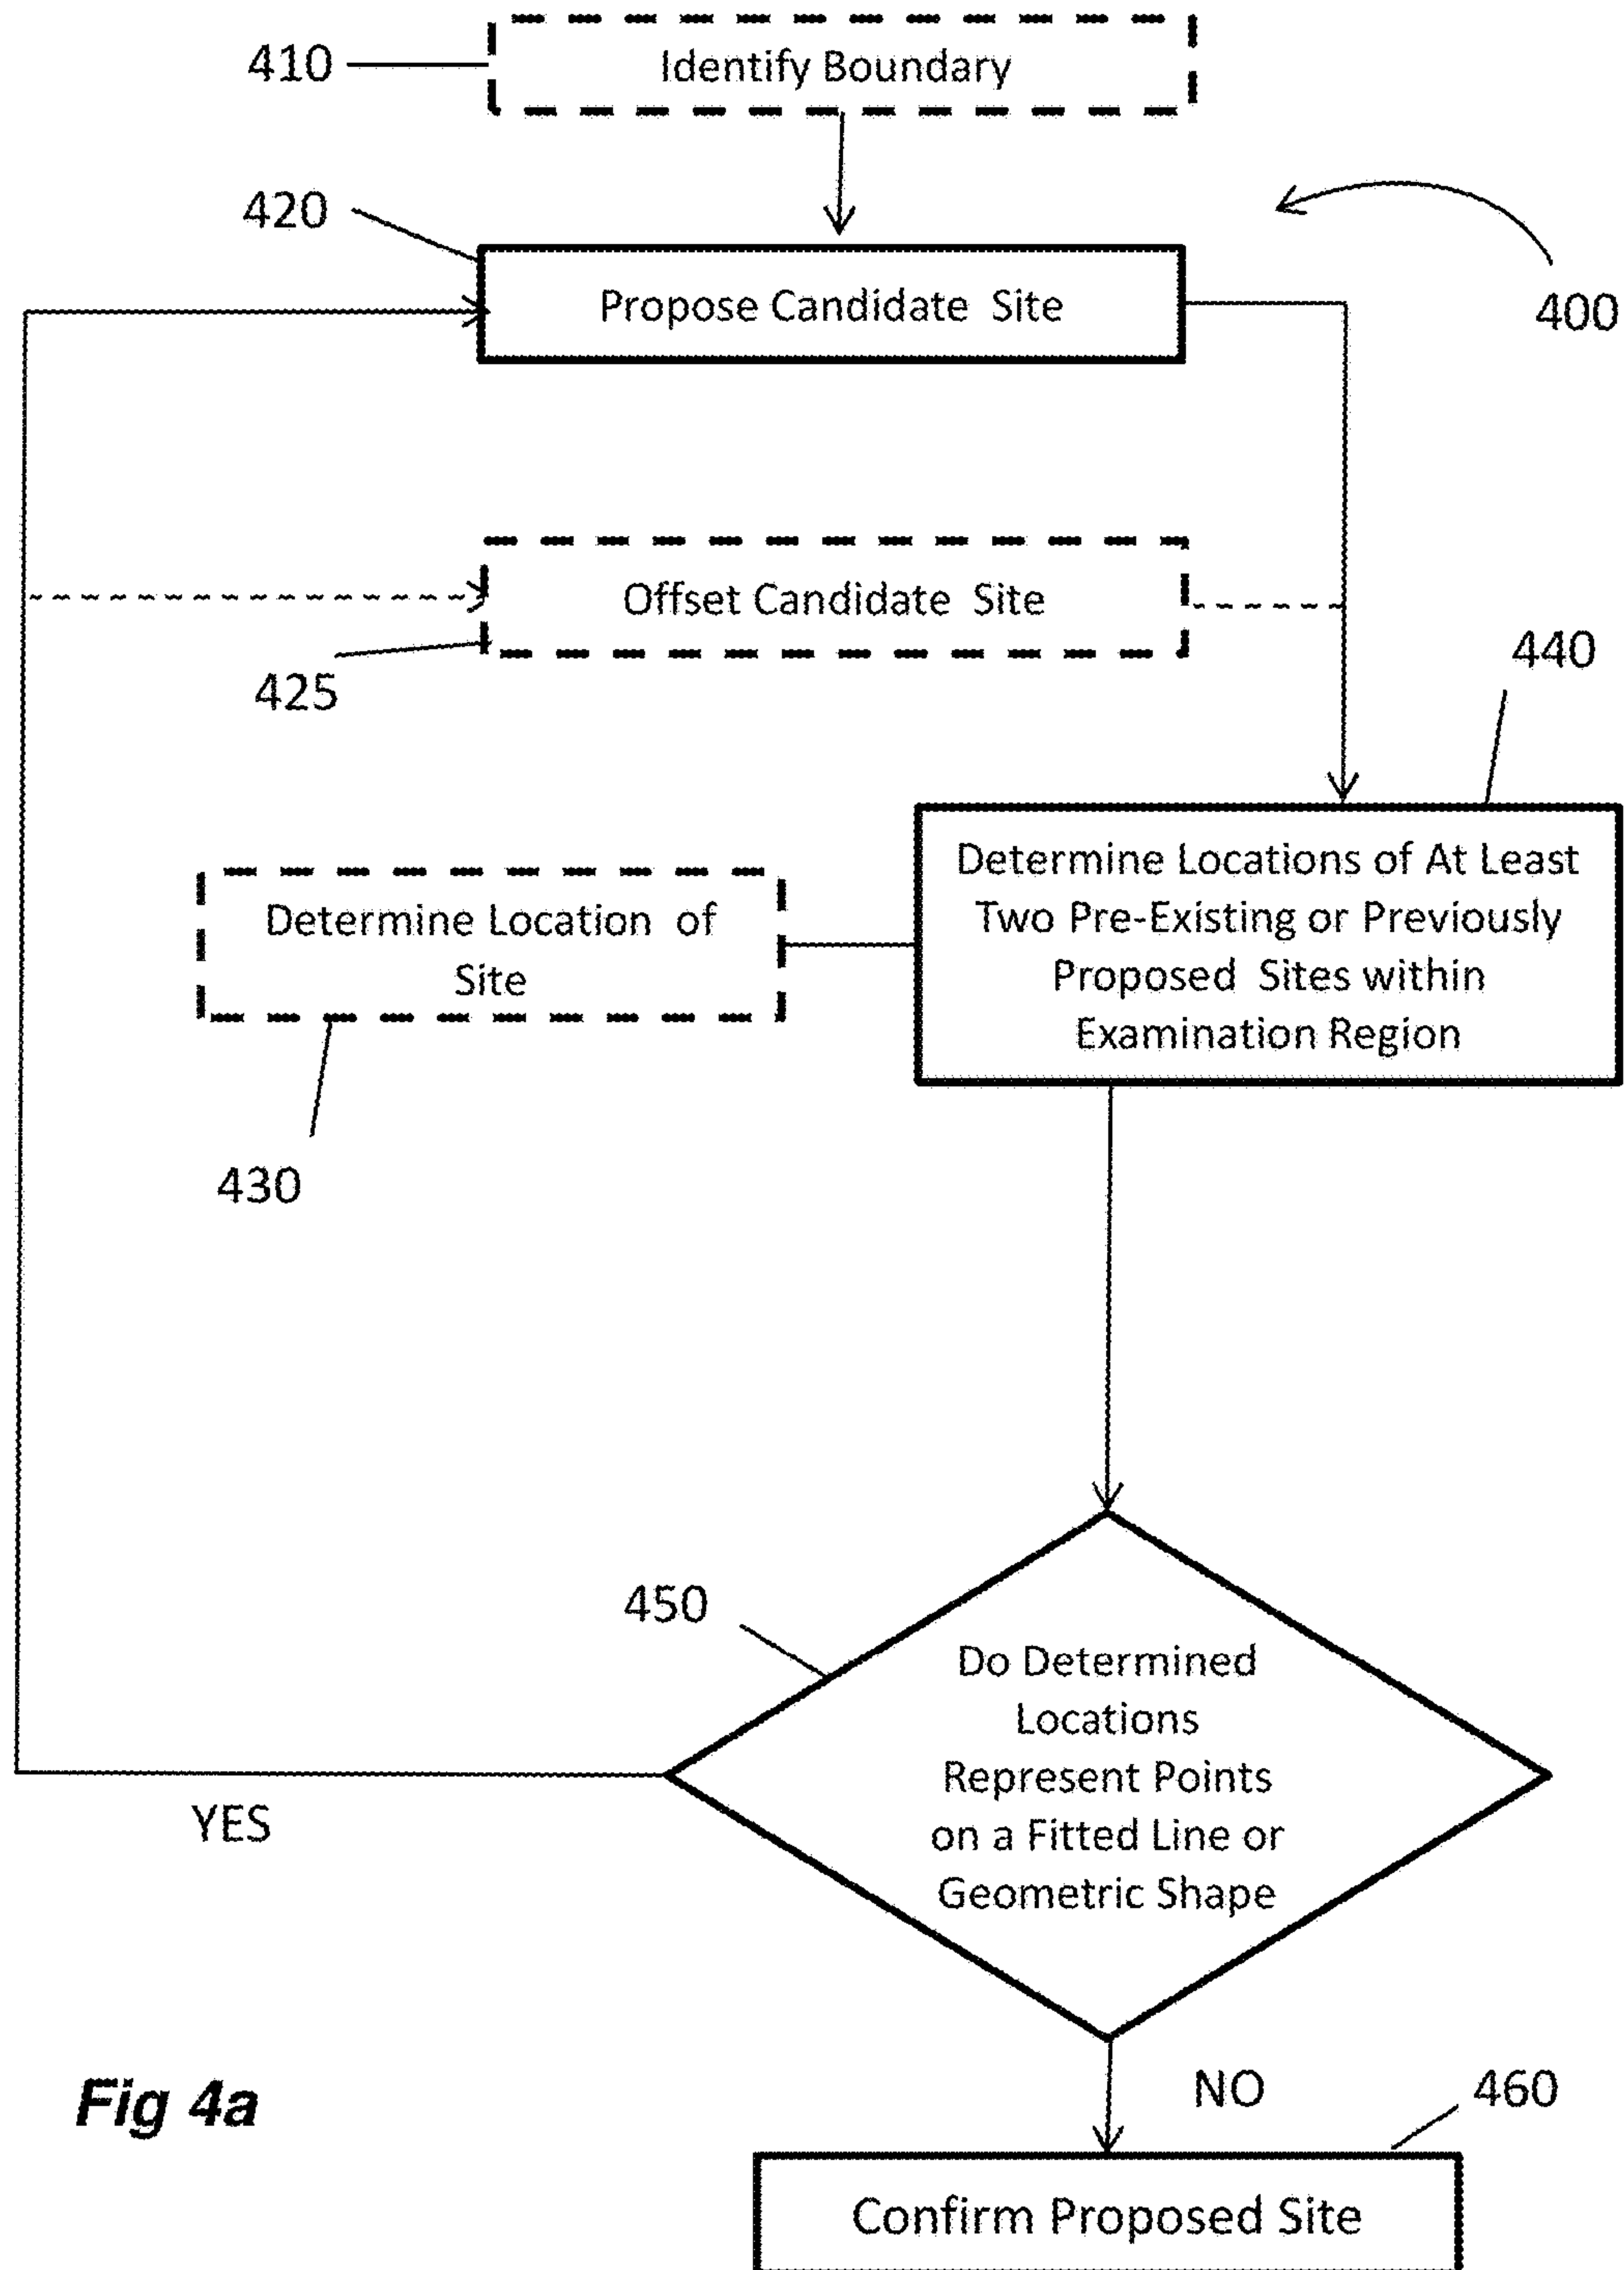 410
Identify Boundary
420
Propose Candidate Site
400
Offset Candidate Site
425
440
Determine Locations of At Least
Two Pre-Existing or Previously
Proposed Sites within
Examination Region
Determine Location of
Site
430
450
Do Determined
Locations
Represent Points
on a Fitted Line or
Geometric Shape
YES
NO
460
Confirm Proposed Site
Fig 4a